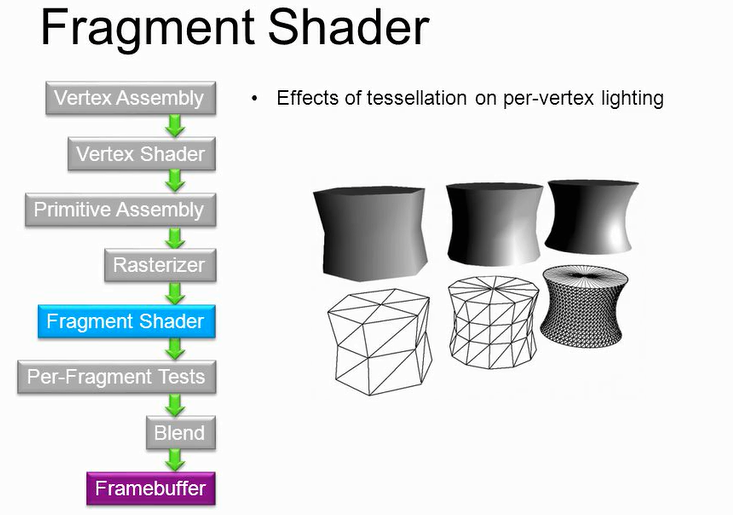 Fragment Shader
Vertex Assembly
Vertex Shader
Primitive Assembly
Rasterizer
Fragment Shader
Per-Fragment Tests
Blend
Framebuffer
• Effects of tessellation on per-vertex lighting